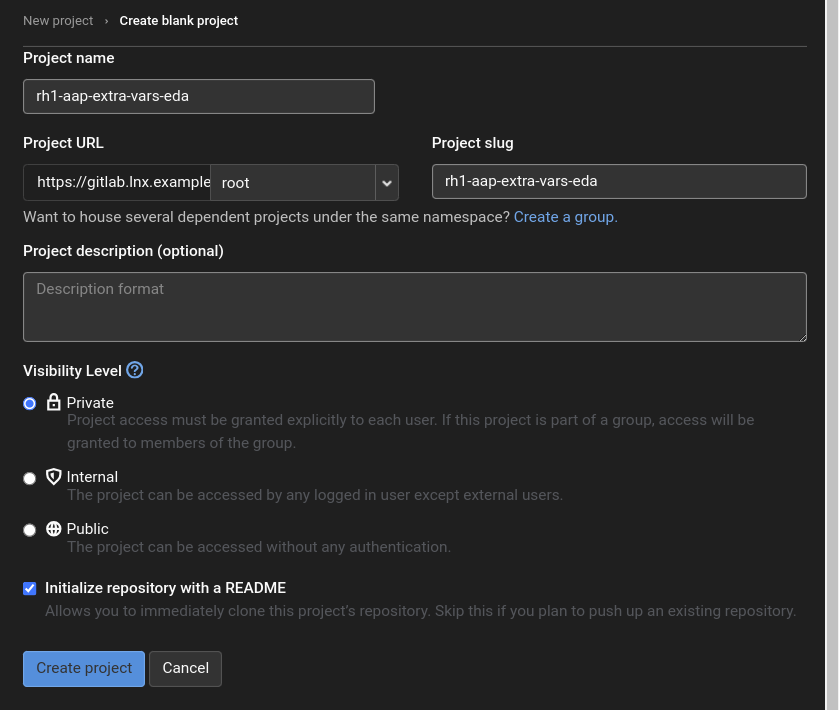 New project › Create blank project
Project name
rh1-aap-extra-vars-eda
Project URL
Project slug
https://gitlab.lnx.example
root
rh1-aap-extra-vars-eda
Want to house several dependent projects under the same namespace? Create a group.
Project description (optional)
Description format
Visibility Level
Private
Project access must be granted explicitly to each user. If this project is part of a group, access will be
granted to members of the group.
Internal
The project can be accessed by any logged in user except external users.
Public
The project can be accessed without any authentication.
Initialize repository with a README
Allows you to immediately clone this project's repository. Skip this if you plan to push up an existing repository.
Create project
Cancel